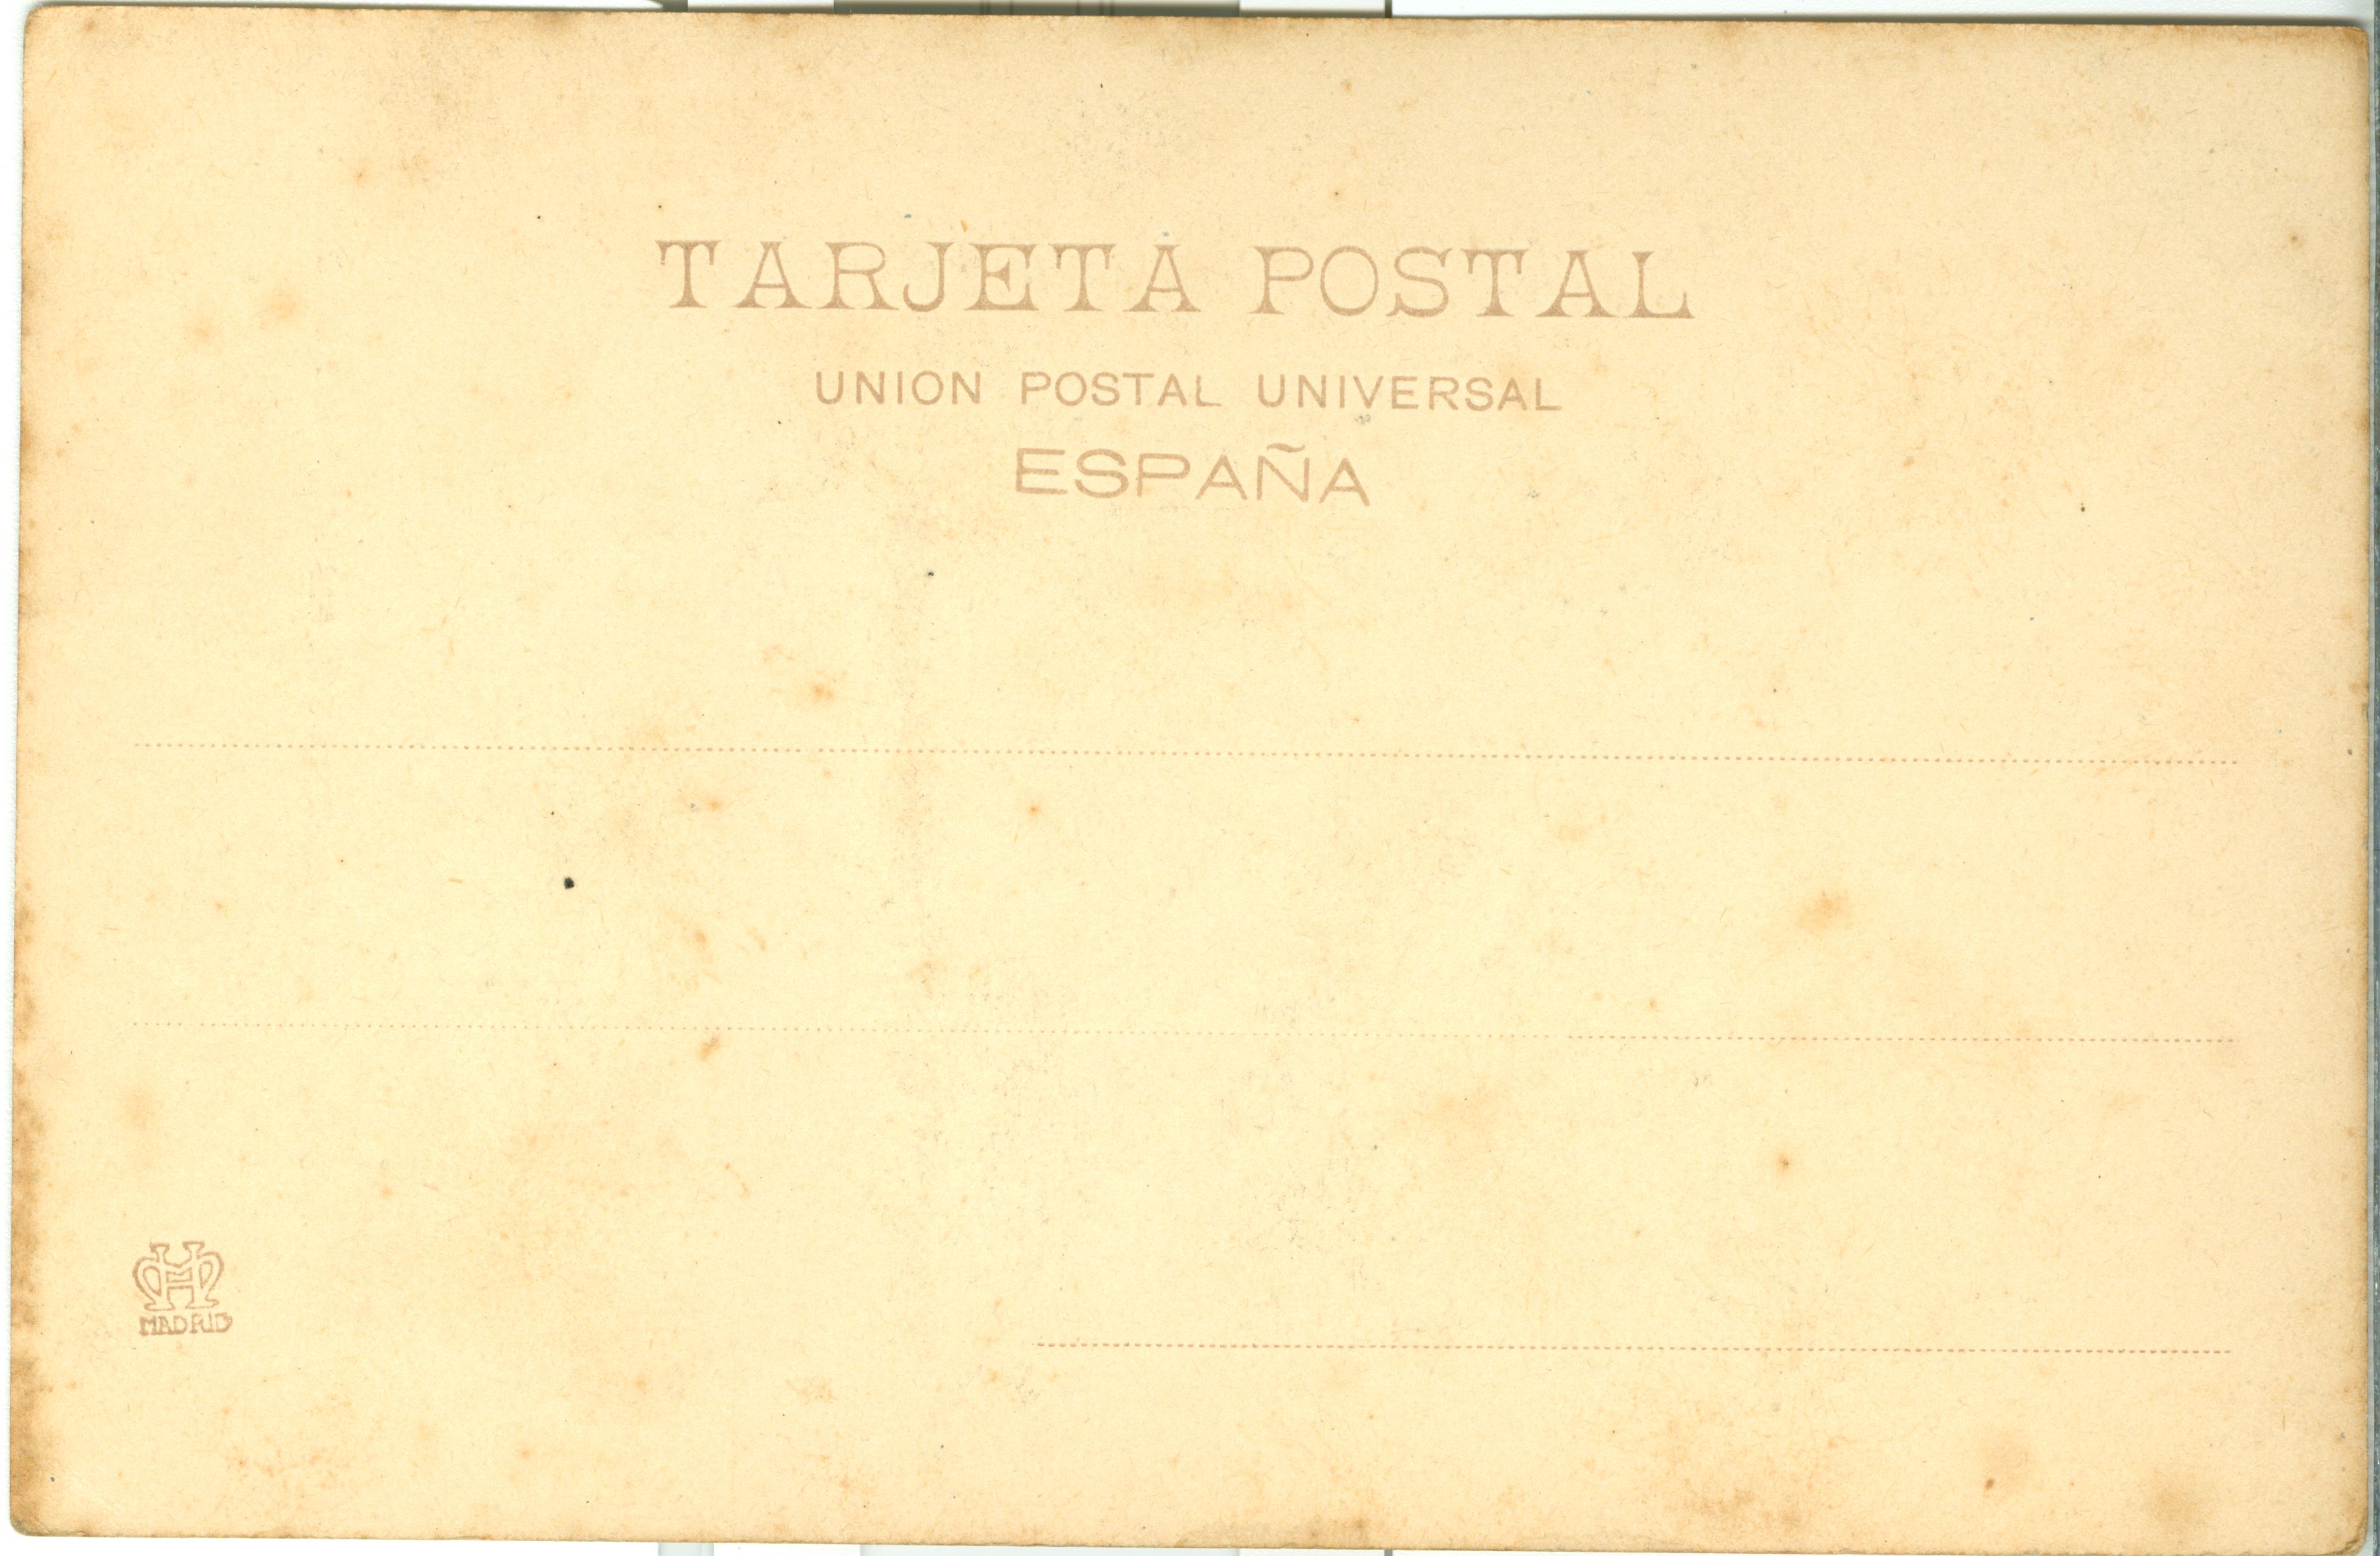 TARJETA POSTAL
UNION POSTAL UNIVERSAL
ESPAÑA
MADRID